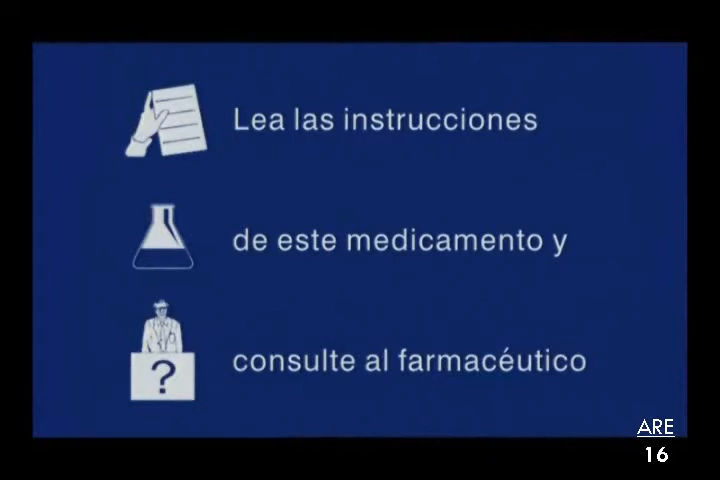 Lea las instrucciones
de este medicamento y
?
consulte al farmacéutico
ARE
16